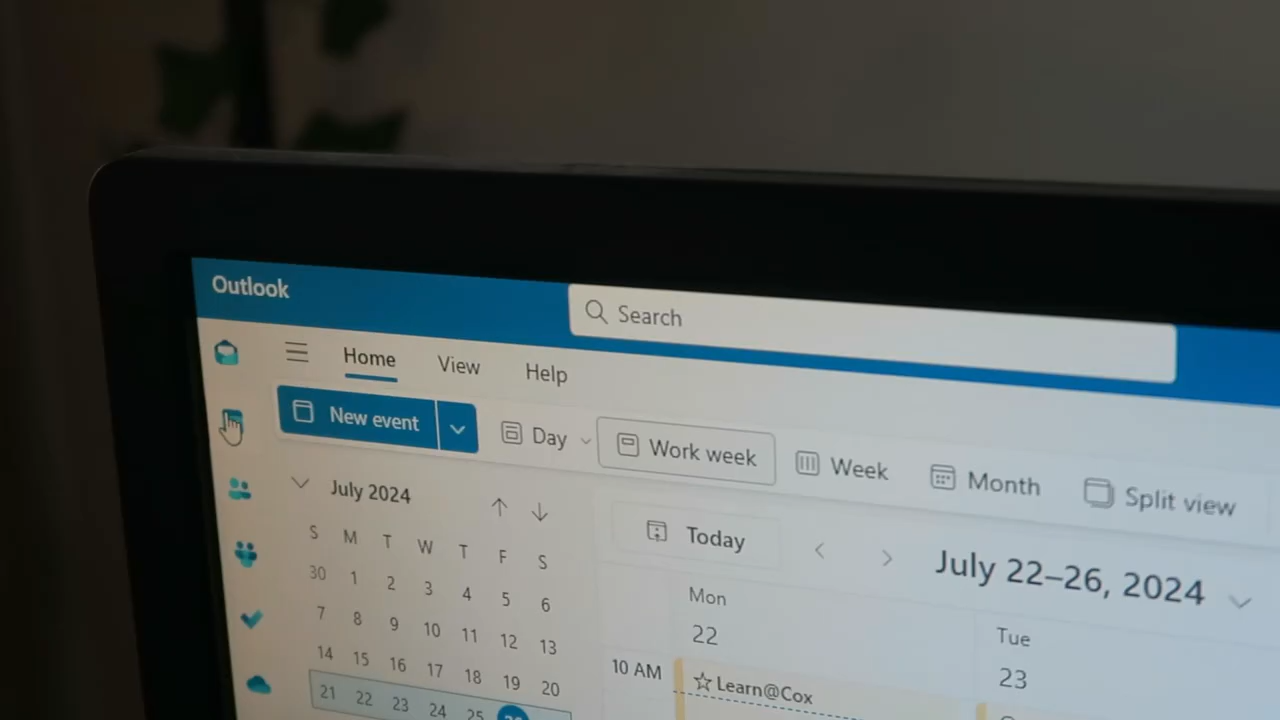 Outlook
Search
Home View Help
New event Day Work week Week Month Split view
July 2024
S M T W T F S
30 1 2 3 4 5 6
7 8 9 10 11 12 13
14 15 16 17 18 19 20
21 22 23 24 25
Today
July 22–26, 2024
Mon
22
Tue
23
10 AM
Learn@Cox